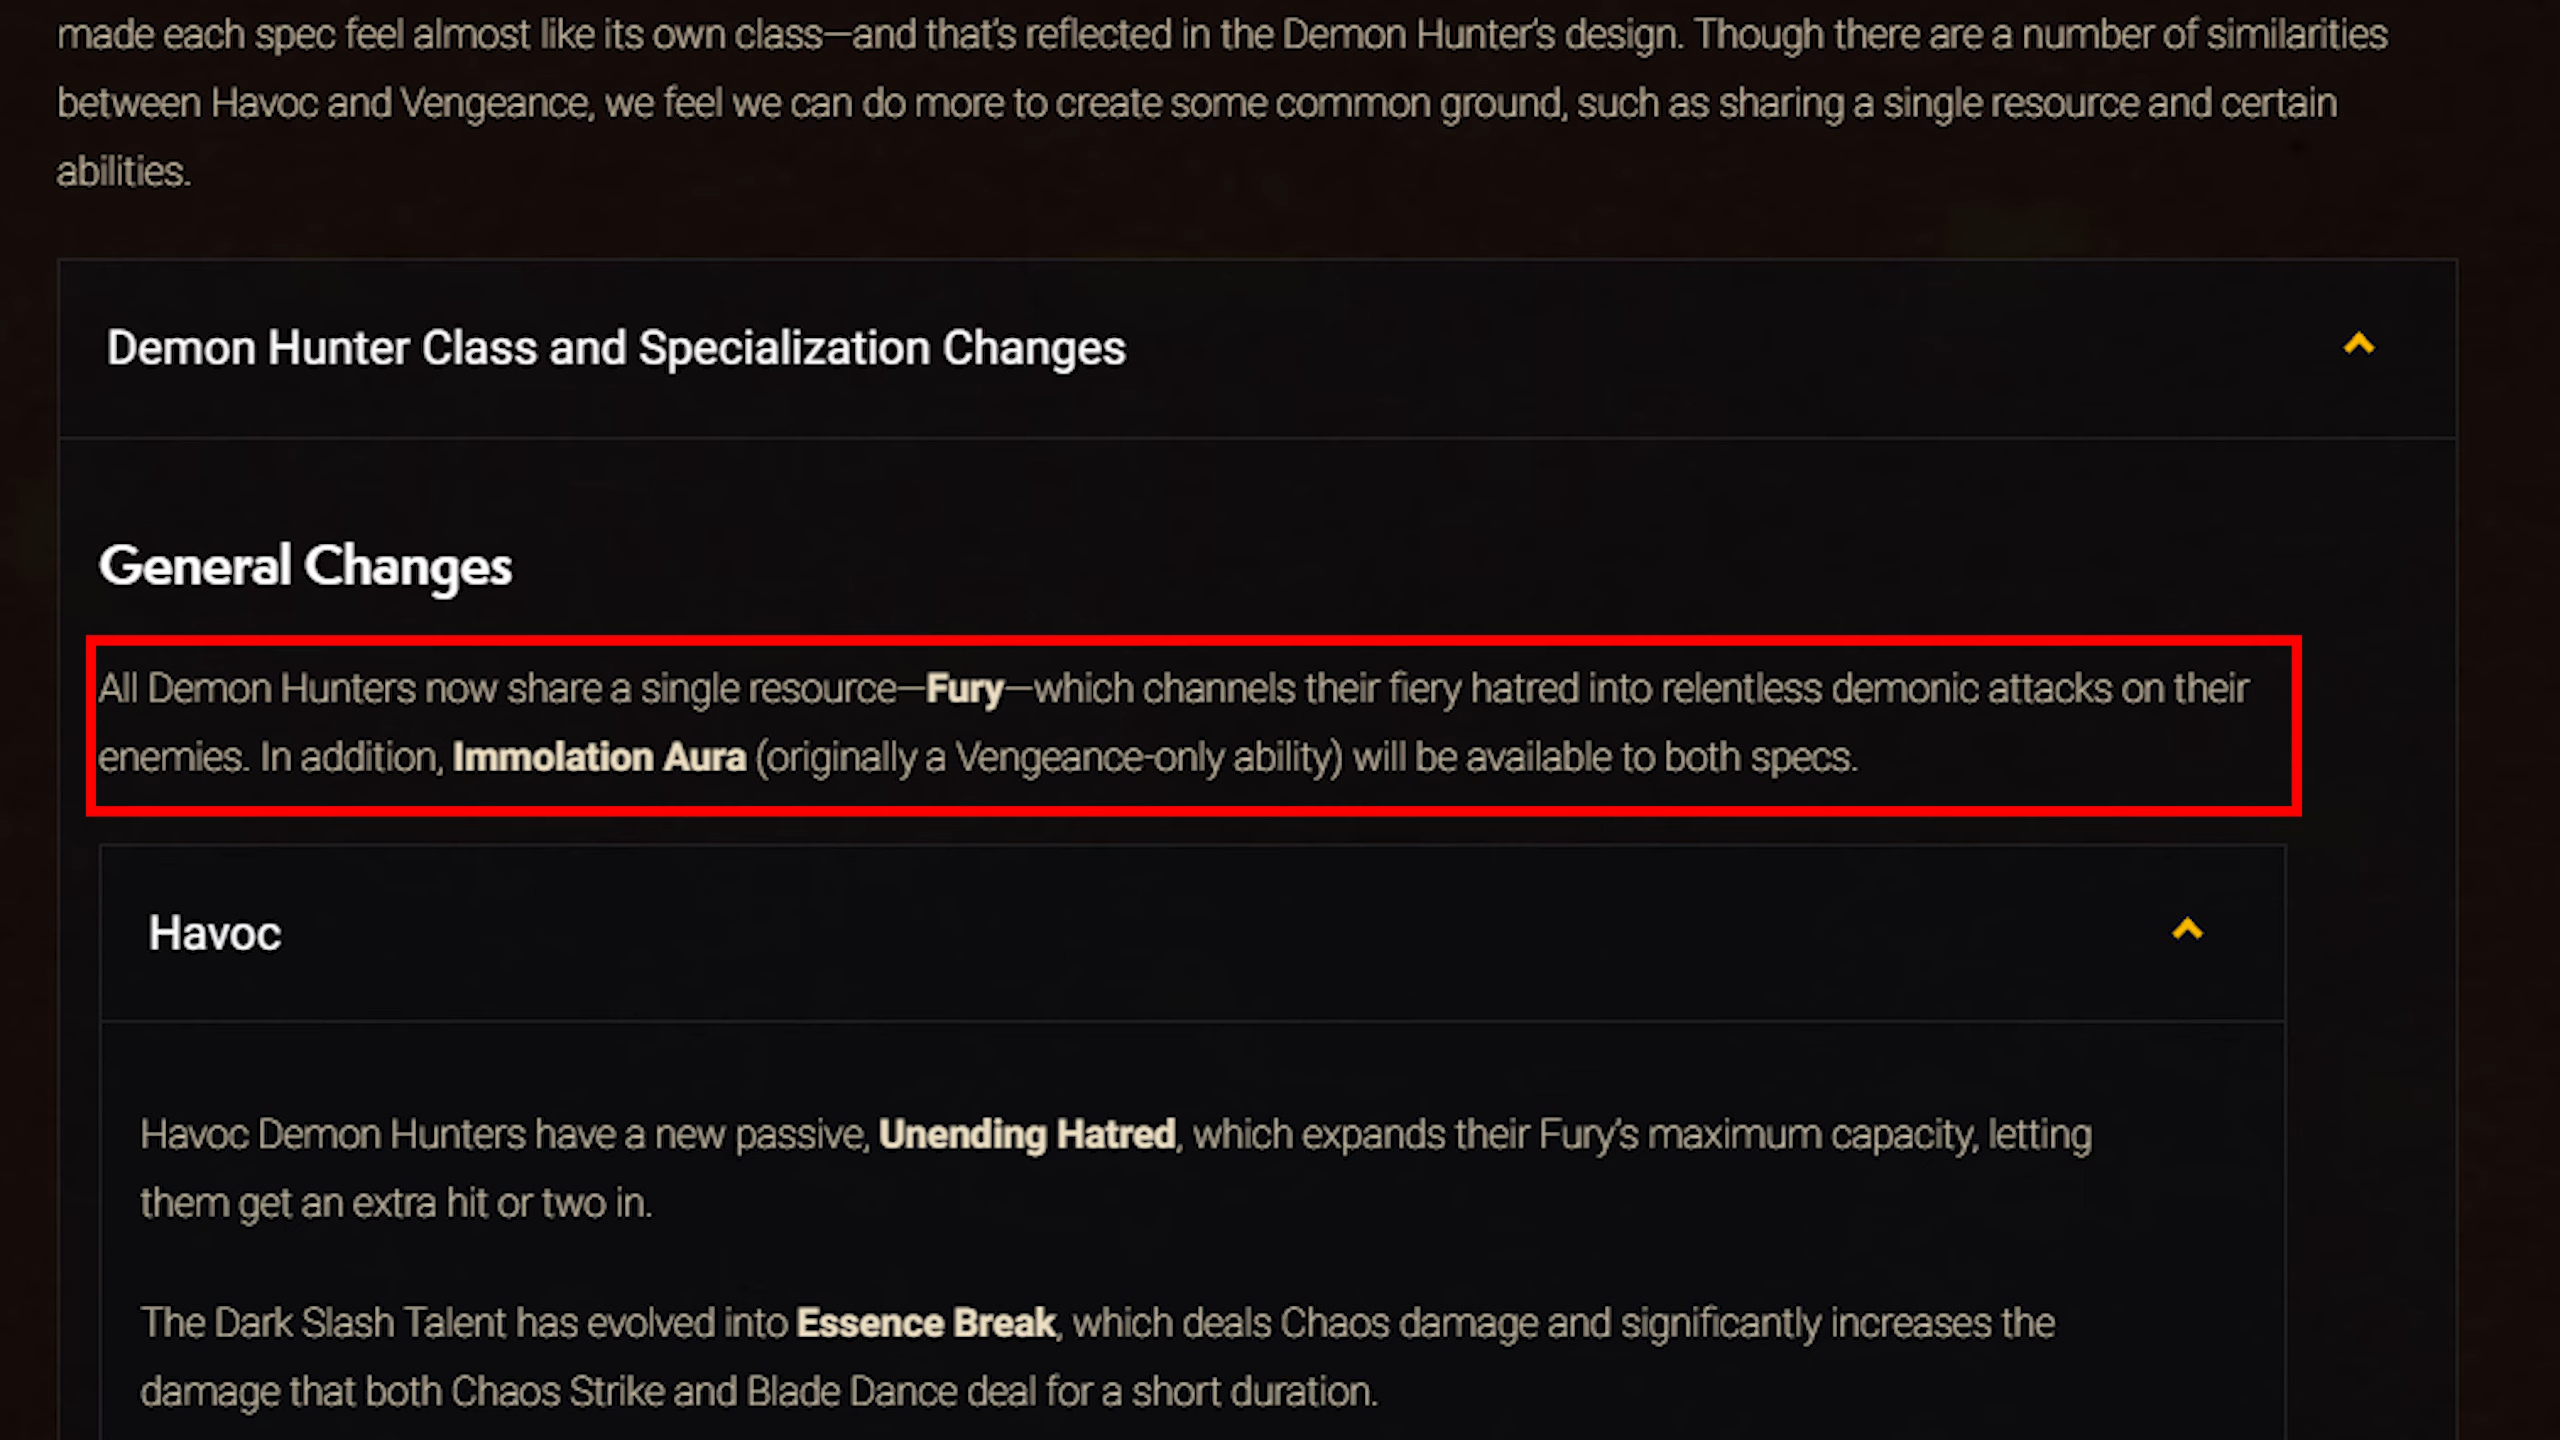 made each spec feel almost like its own class—and that's reflected in the Demon Hunter's design. Though there are a number of similarities
between Havoc and Vengeance, we feel we can do more to create some common ground, such as sharing a single resource and certain
abilities.
Demon Hunter Class and Specialization Changes
General Changes
All Demon Hunters now share a single resource—Fury—which channels their fiery hatred into relentless demonic attacks on their
enemies. In addition, Immolation Aura (originally a Vengeance-only ability) will be available to both specs.
Havoc
Havoc Demon Hunters have a new passive, Unending Hatred, which expands their Fury's maximum capacity, letting
them get an extra hit or two in.
The Dark Slash Talent has evolved into Essence Break, which deals Chaos damage and significantly increases the
damage that both Chaos Strike and Blade Dance deal for a short duration.